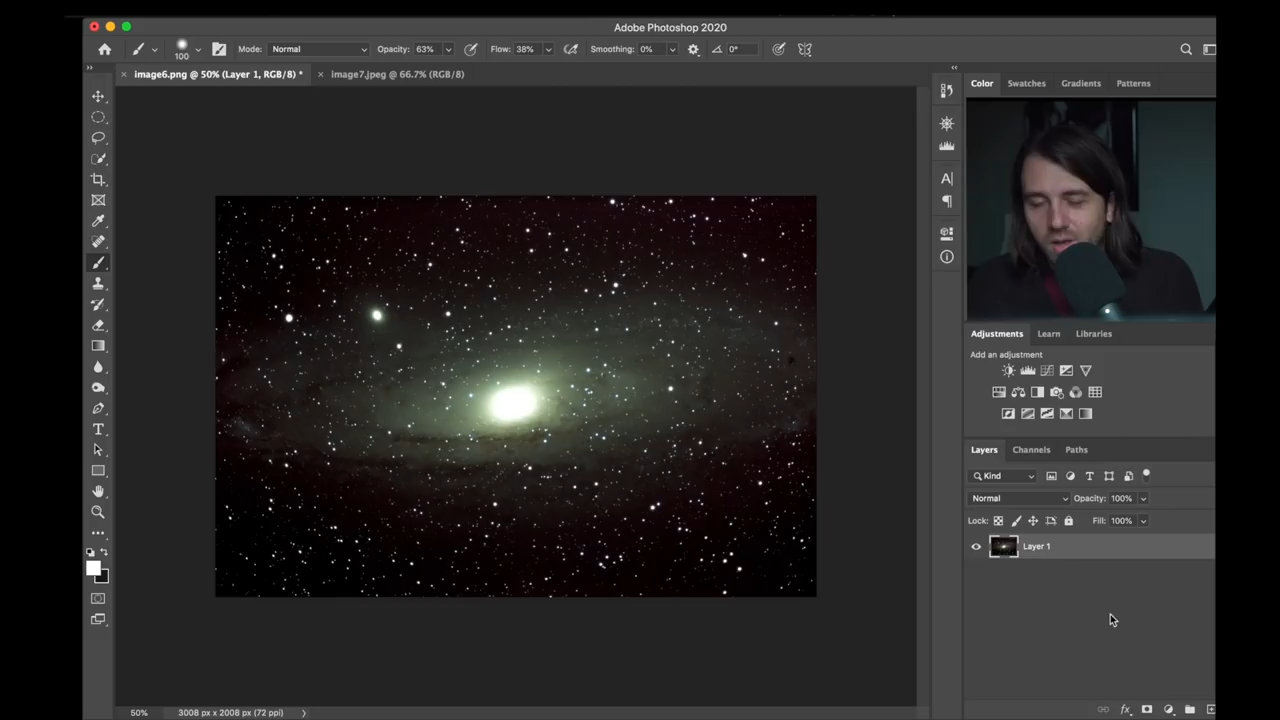 Adobe Photoshop 2020
100
Mode: Normal
Opacity: 63%
Flow: 38%
Smoothing: 0%
0°
× image6.png @ 50% (Layer 1, RGB/8) *
× image7.jpeg @ 66.7% (RGB/8)
Color Swatches Gradients Patterns
Adjustments Learn Libraries
Add an adjustment
Layers Channels Paths
Kind
Normal Opacity: 100%
Lock: Fill: 100%
Layer 1
50% 3008 px x 2008 px (72 ppi)